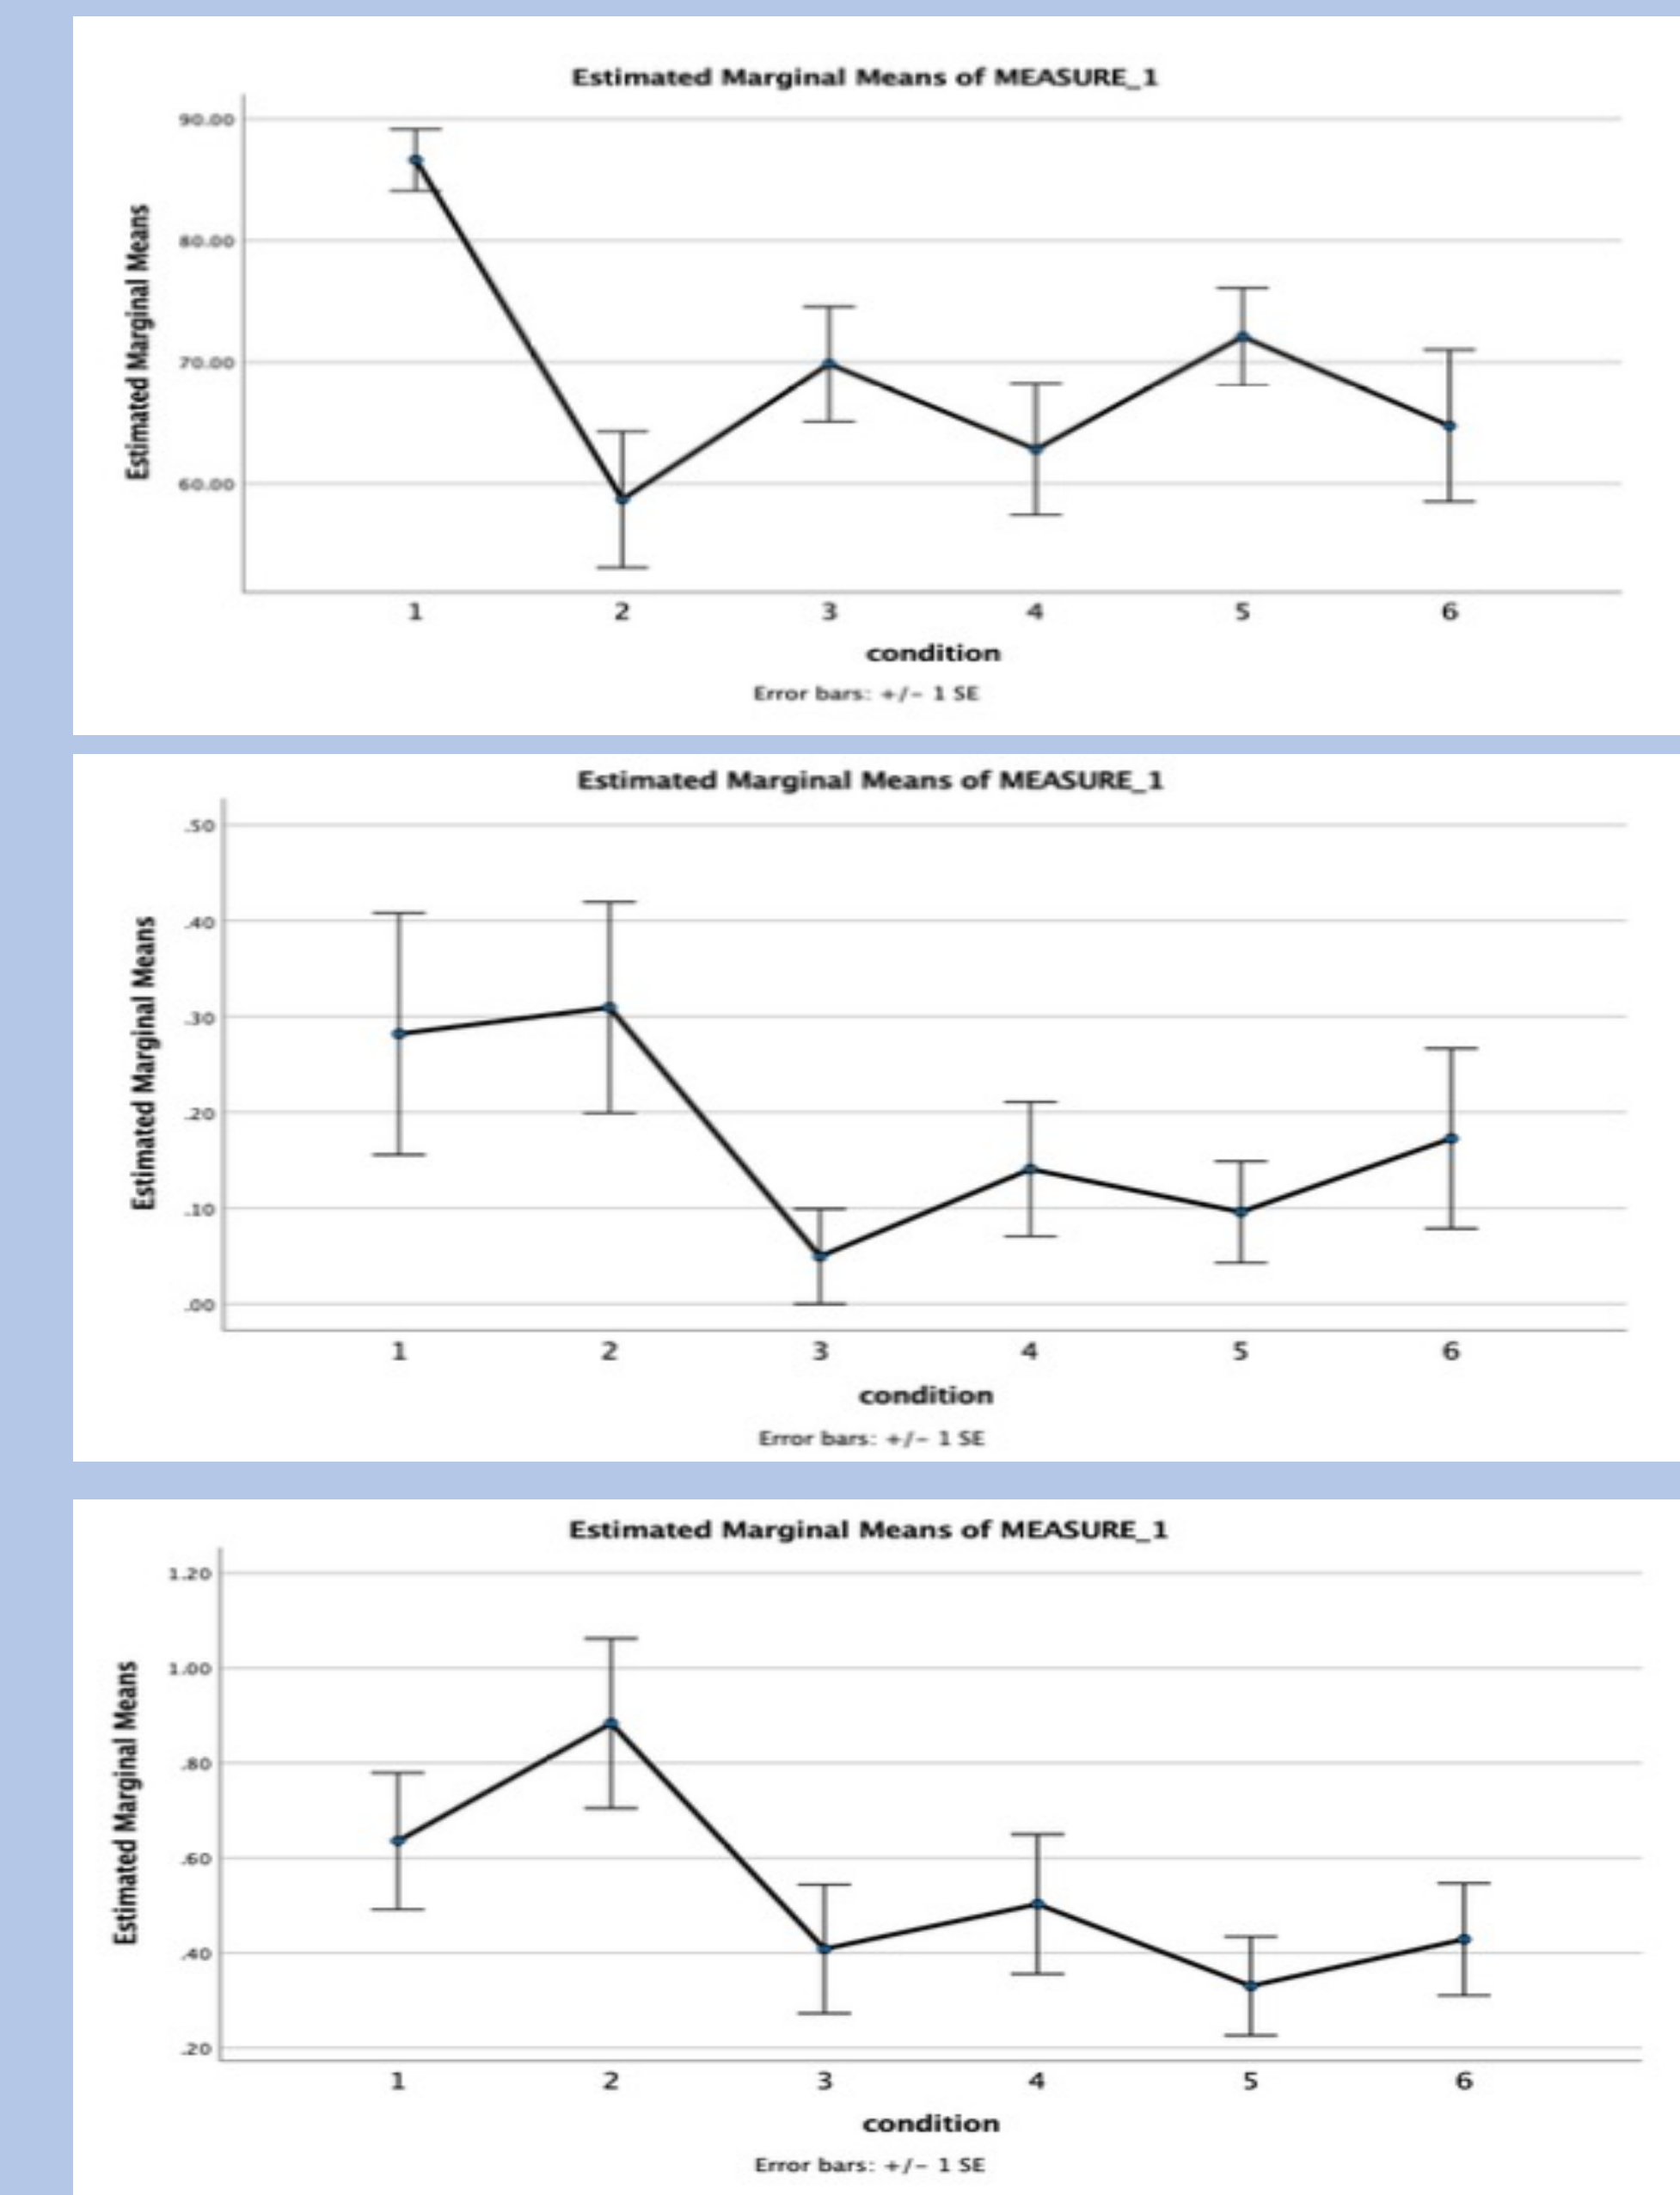 Estimated Marginal Means of MEASURE_1
Estimated Marginal Means
90.00
80.00
70.00
60.00
1 2 3 4 5 6
condition
Error bars: +/- 1 SE
Estimated Marginal Means of MEASURE_1
Estimated Marginal Means
.50
.40
.30
.20
.10
.00
1 2 3 4 5 6
condition
Error bars: +/- 1 SE
Estimated Marginal Means of MEASURE_1
Estimated Marginal Means
1.20
1.00
.80
.60
.40
.20
1 2 3 4 5 6
condition
Error bars: +/- 1 SE